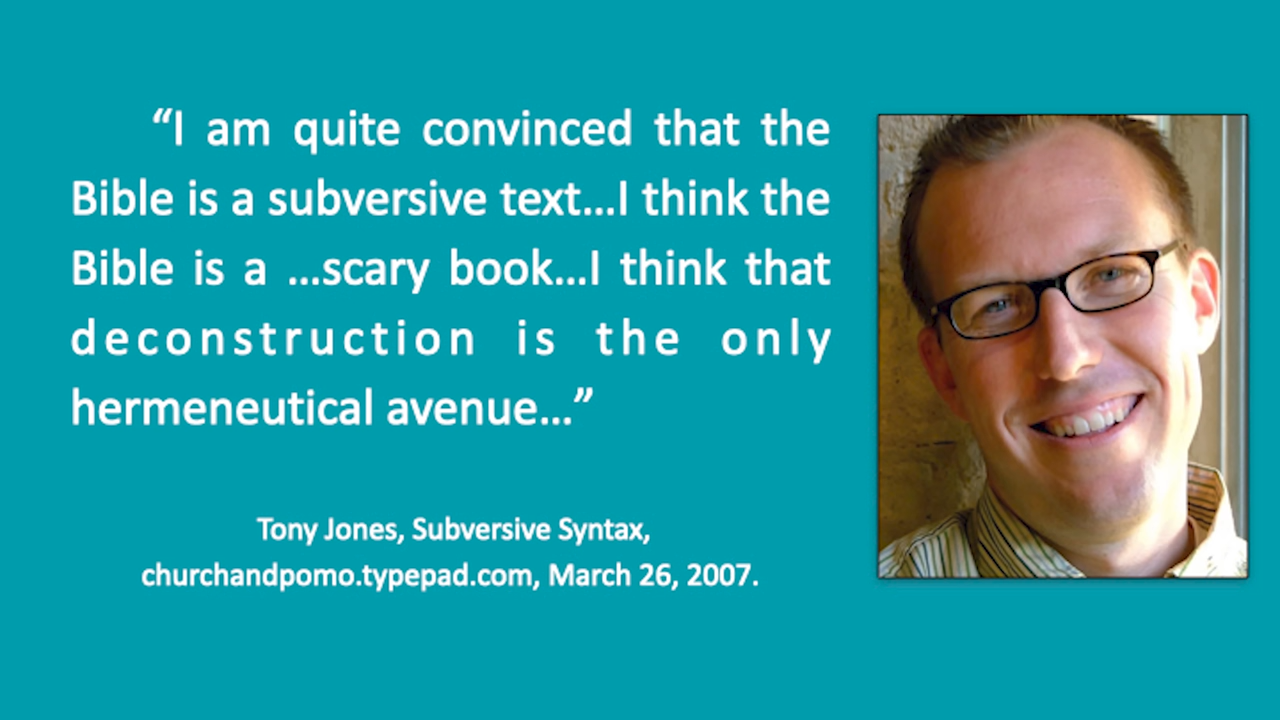 “I am quite convinced that the
Bible is a subversive text...I think the
Bible is a ...scary book...I think that
deconstruction is the only
hermeneutical avenue...”
Tony Jones, Subversive Syntax,
churchandpomo.typepad.com, March 26, 2007.